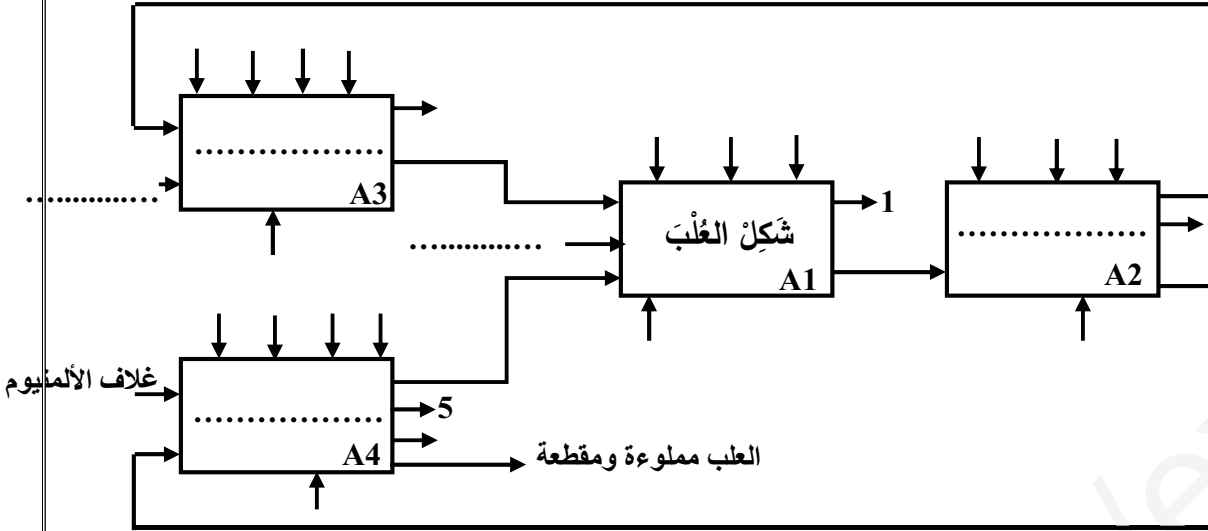 ..................
A3
..................
شَكِلْ العُلْبَ
A1
1
..................
..................
A2
غلاف الألمنيوم
..................
A4
5
العلب مملوءة ومقطعة